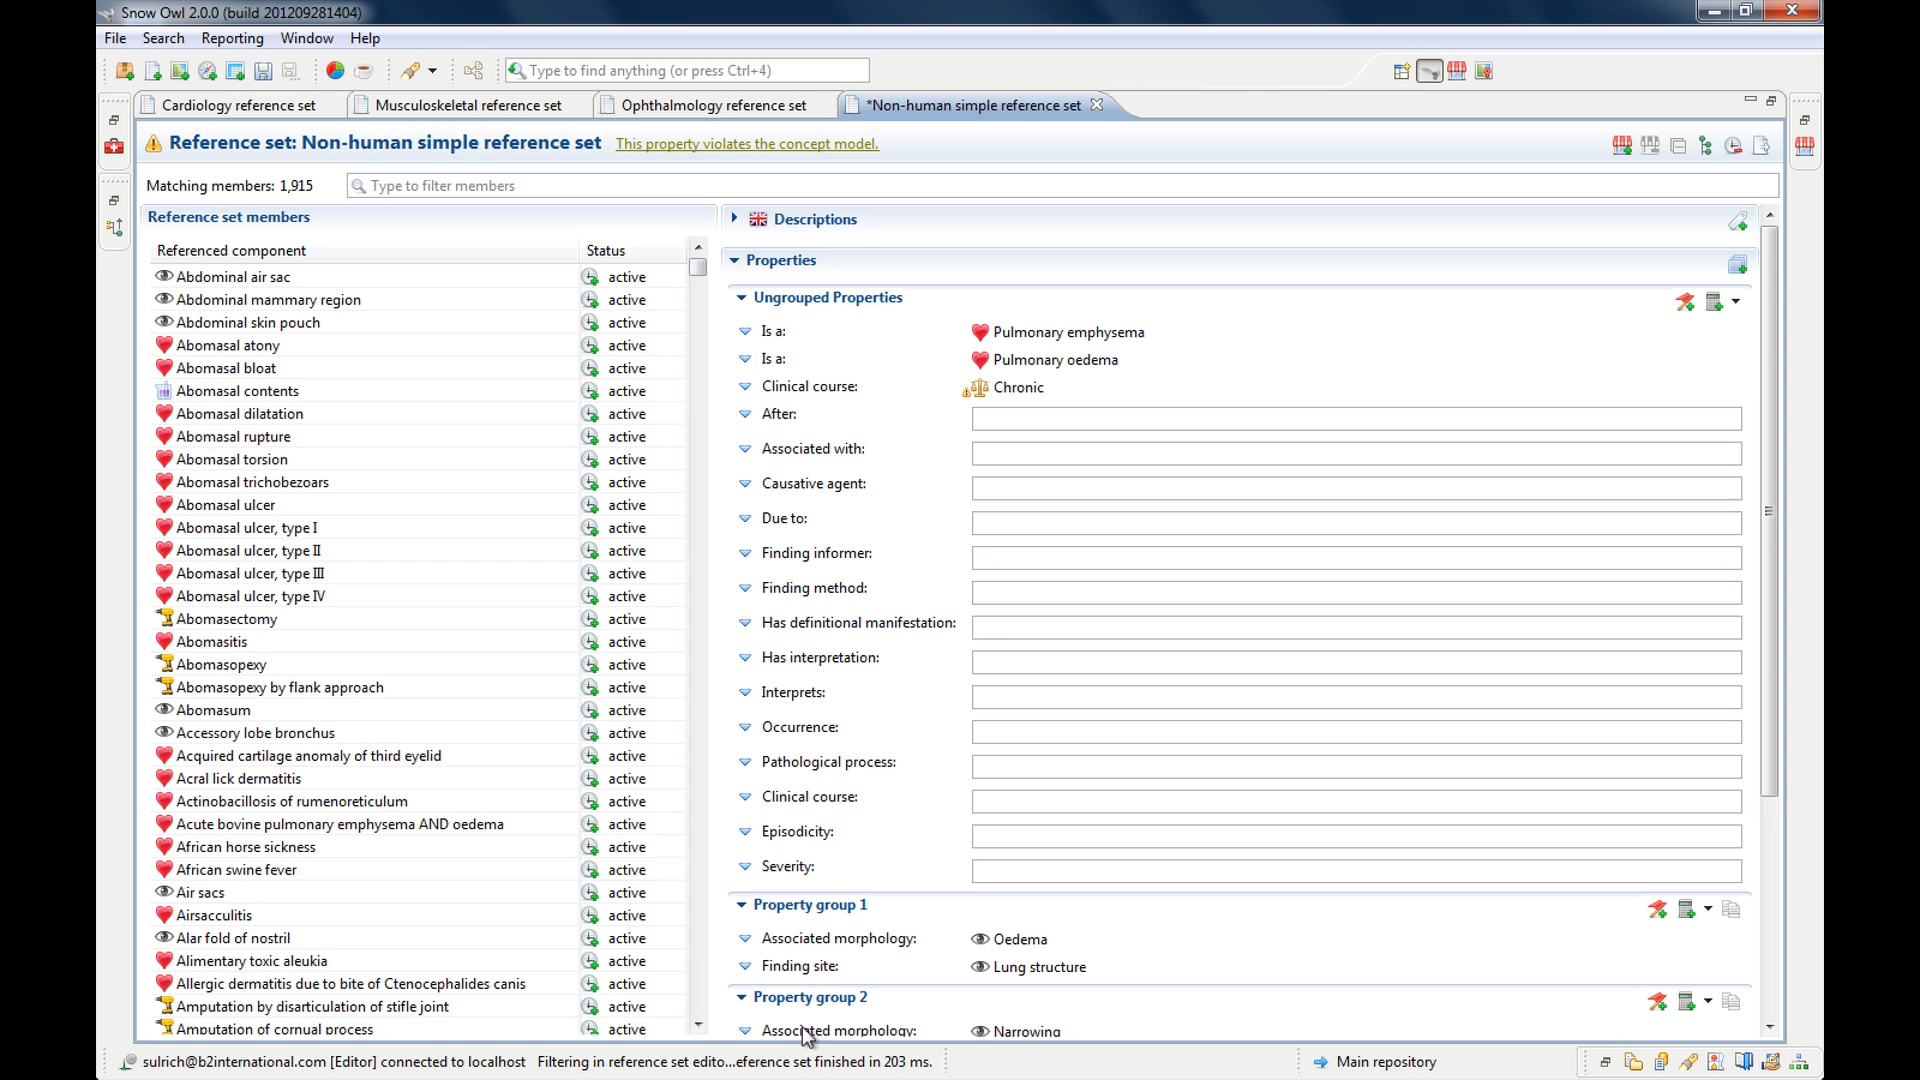 Snow Owl 2.0.0 (build 201209281404)
File Search Reporting Window Help
Type to find anything (or press Ctrl+4)
Cardiology reference set
Musculoskeletal reference set
Ophthalmology reference set
*Non-human simple reference set
Reference set: Non-human simple reference set
This property violates the concept model.
Matching members: 1,915
Type to filter members
Reference set members
Referenced component Status
Abdominal air sac active
Abdominal mammary region active
Abdominal skin pouch active
Abomasal atony active
Abomasal bloat active
Abomasal contents active
Abomasal dilatation active
Abomasal rupture active
Abomasal torsion active
Abomasal trichobezoars active
Abomasal ulcer active
Abomasal ulcer, type I active
Abomasal ulcer, type II active
Abomasal ulcer, type III active
Abomasal ulcer, type IV active
Abomasectomy active
Abomasitis active
Abomasopexy active
Abomasopexy by flank approach active
Abomasum active
Accessory lobe bronchus active
Acquired cartilage anomaly of third eyelid active
Acral lick dermatitis active
Actinobacillosis of rumenoreticulum active
Acute bovine pulmonary emphysema AND oedema active
African horse sickness active
African swine fever active
Air sacs active
Airsacculitis active
Alar fold of nostril active
Alimentary toxic aleukia active
Allergic dermatitis due to bite of Ctenocephalides canis active
Amputation by disarticulation of stifle joint active
Amputation of cornual process active
Descriptions
Properties
Ungrouped Properties
Is a: Pulmonary emphysema
Is a: Pulmonary oedema
Clinical course: Chronic
After:
Associated with:
Causative agent:
Due to:
Finding informer:
Finding method:
Has definitional manifestation:
Has interpretation:
Interprets:
Occurrence:
Pathological process:
Clinical course:
Episodicity:
Severity:
Property group 1
Associated morphology: Oedema
Finding site: Lung structure
Property group 2
Associated morphology: Narrowing
sulrich@b2international.com [Editor] connected to localhost Filtering in reference set edito...eference set finished in 203 ms. Main repository